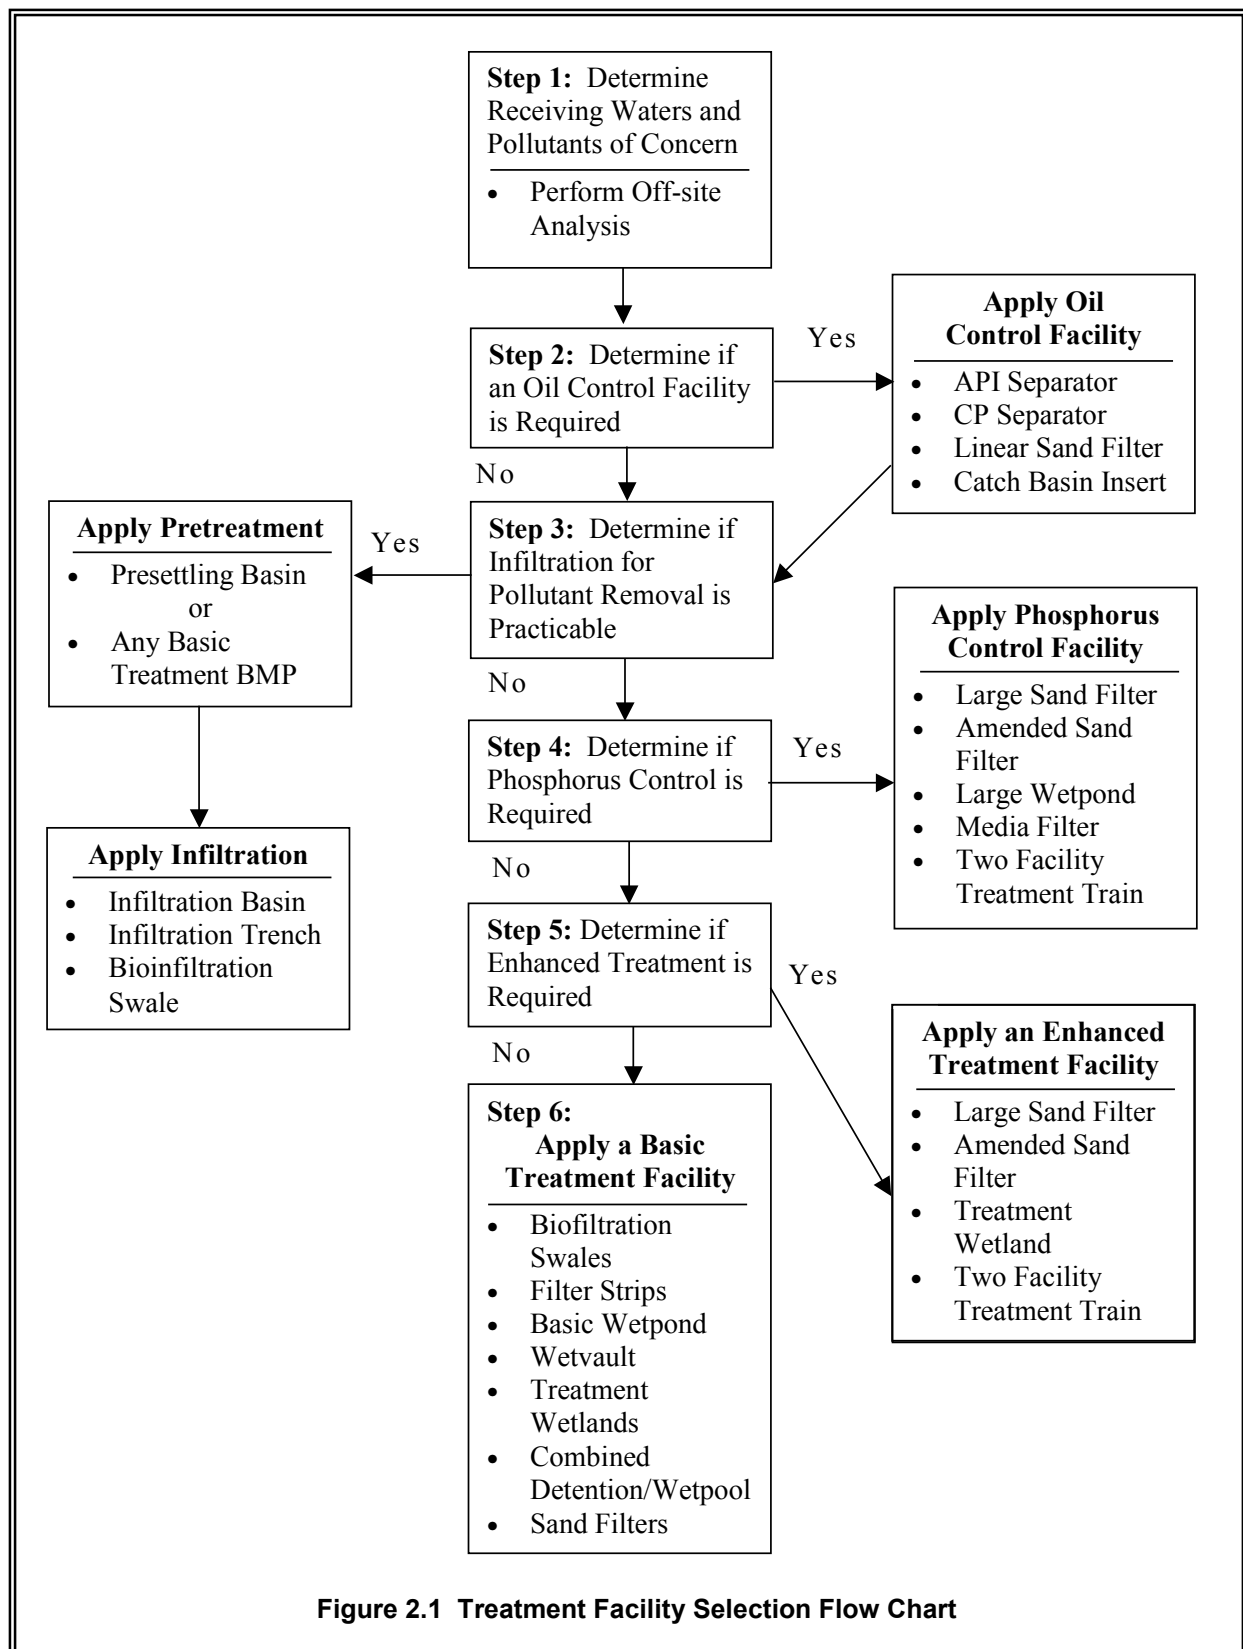 Step 1: Determine
Receiving Waters and
Pollutants of Concern
• Perform Off-site
Analysis
Step 2: Determine if
an Oil Control Facility
is Required
Yes
Apply Oil
Control Facility
• API Separator
• CP Separator
• Linear Sand Filter
• Catch Basin Insert
No
Step 3: Determine if
Infiltration for
Pollutant Removal is
Practicable
Yes
Apply Pretreatment
• Presettling Basin
or
• Any Basic
Treatment BMP
Apply Infiltration
• Infiltration Basin
• Infiltration Trench
• Bioinfiltration
Swale
No
Step 4: Determine if
Phosphorus Control is
Required
Yes
Apply Phosphorus
Control Facility
• Large Sand Filter
• Amended Sand
Filter
• Large Wetpond
• Media Filter
• Two Facility
Treatment Train
No
Step 5: Determine if
Enhanced Treatment is
Required
Yes
Apply an Enhanced
Treatment Facility
• Large Sand Filter
• Amended Sand
Filter
• Treatment
Wetland
• Two Facility
Treatment Train
No
Step 6:
Apply a Basic
Treatment Facility
• Biofiltration
Swales
• Filter Strips
• Basic Wetpond
• Wetvault
• Treatment
Wetlands
• Combined
Detention/Wetpool
• Sand Filters
Figure 2.1 Treatment Facility Selection Flow Chart